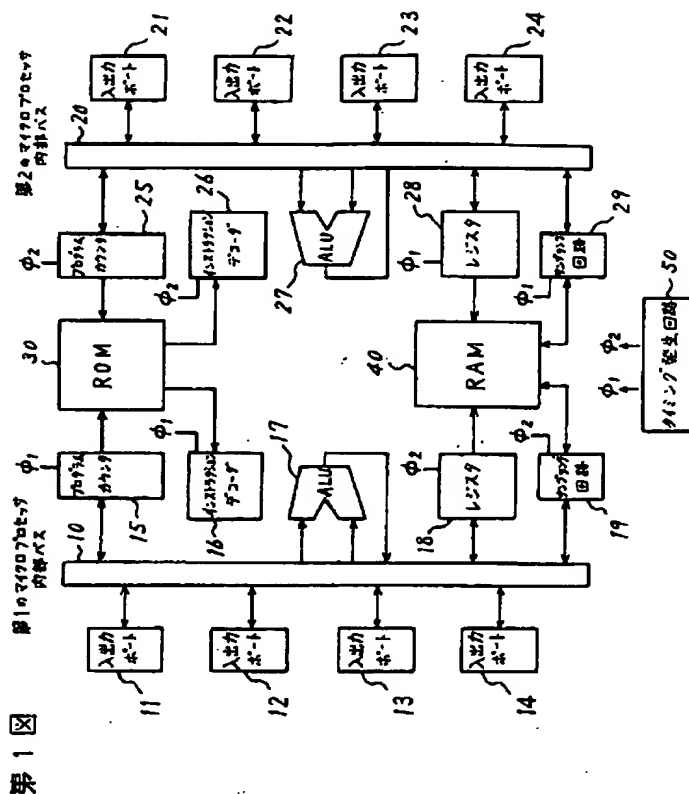 第1図
第1のマイクロプロセッサ
内部バス
第2のマイクロプロセッサ
内部バス
10
20
入出力
ポート
11
入出力
ポート
12
入出力
ポート
13
入出力
ポート
14
φ1
プログラム
カウンタ
15
φ1
インストラクション
デコーダ
16
ALU
17
φ2
レジスタ
18
φ2
アンデッング
回路
19
30
ROM
40
RAM
φ2
プログラム
カウンタ
25
φ2
インストラクション
デコーダ
26
ALU
27
φ1
レジスタ
28
φ1
回路
29
入出力
ポート
21
入出力
ポート
22
入出力
ポート
23
入出力
ポート
24
φ1
φ2
タイミング発生回路
50